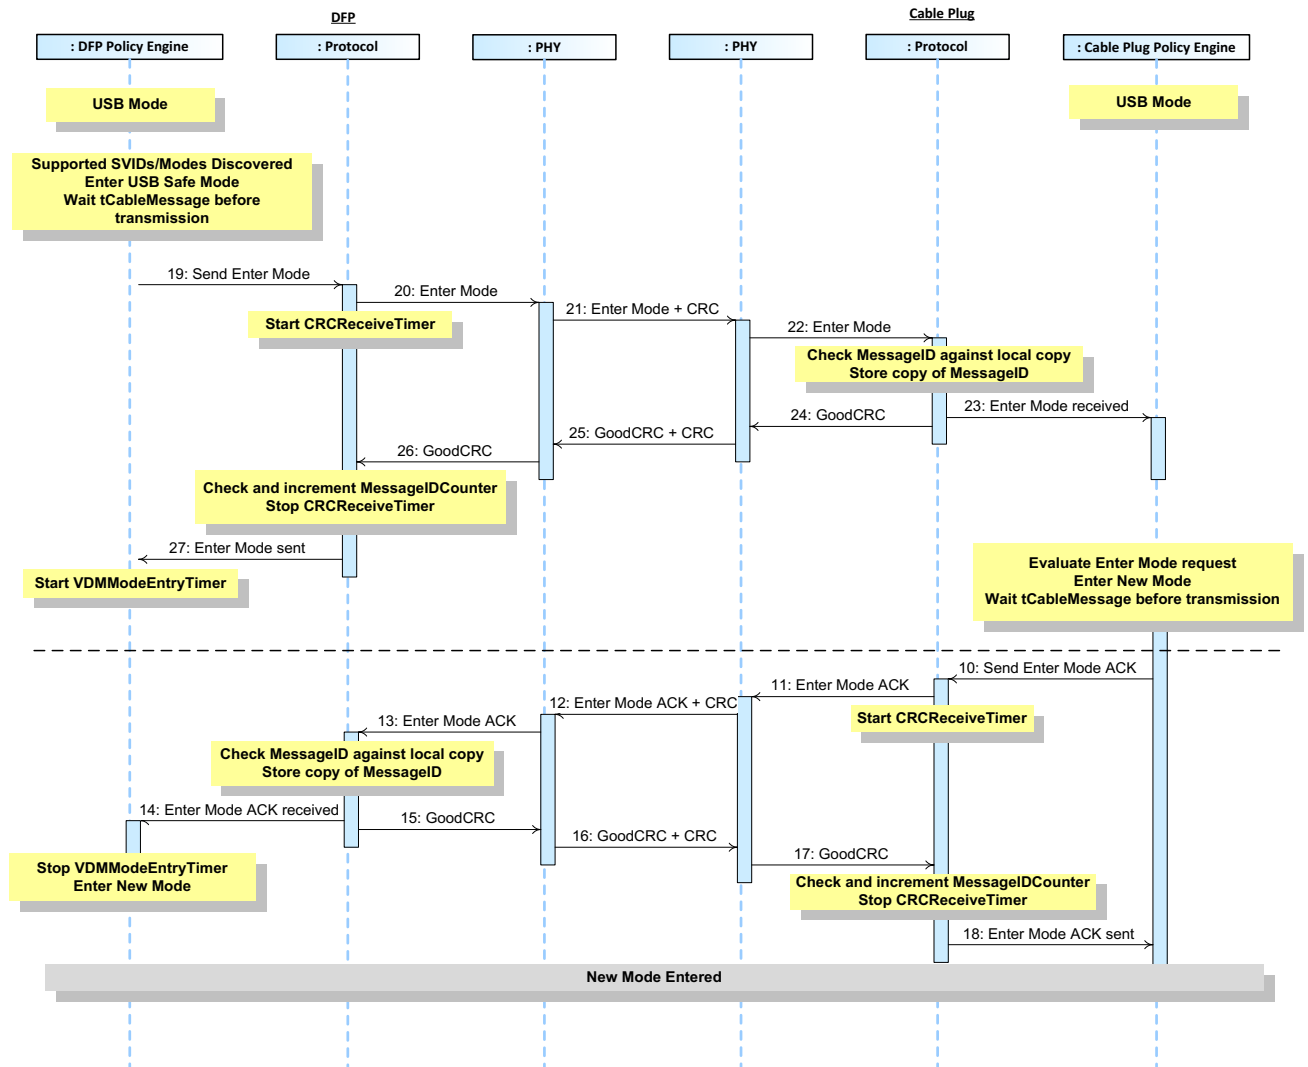 DFP
Cable Plug
: DFP Policy Engine
: Protocol
: PHY
: PHY
: Protocol
: Cable Plug Policy Engine
USB Mode
USB Mode
Supported SVIDs/Modes Discovered
Enter USB Safe Mode
Wait tCableMessage before
transmission
19: Send Enter Mode
20: Enter Mode
21: Enter Mode + CRC
22: Enter Mode
Start CRCReceiveTimer
Check MessageID against local copy
Store copy of MessageID
23: Enter Mode received
24: GoodCRC
25: GoodCRC + CRC
26: GoodCRC
Check and increment MessageIDCounter
Stop CRCReceiveTimer
27: Enter Mode sent
Start VDMModeEntryTimer
Evaluate Enter Mode request
Enter New Mode
Wait tCableMessage before transmission
10: Send Enter Mode ACK
11: Enter Mode ACK
12: Enter Mode ACK + CRC
13: Enter Mode ACK
Start CRCReceiveTimer
Check MessageID against local copy
Store copy of MessageID
14: Enter Mode ACK received
15: GoodCRC
16: GoodCRC + CRC
17: GoodCRC
Stop VDMModeEntryTimer
Enter New Mode
Check and increment MessageIDCounter
Stop CRCReceiveTimer
18: Enter Mode ACK sent
New Mode Entered